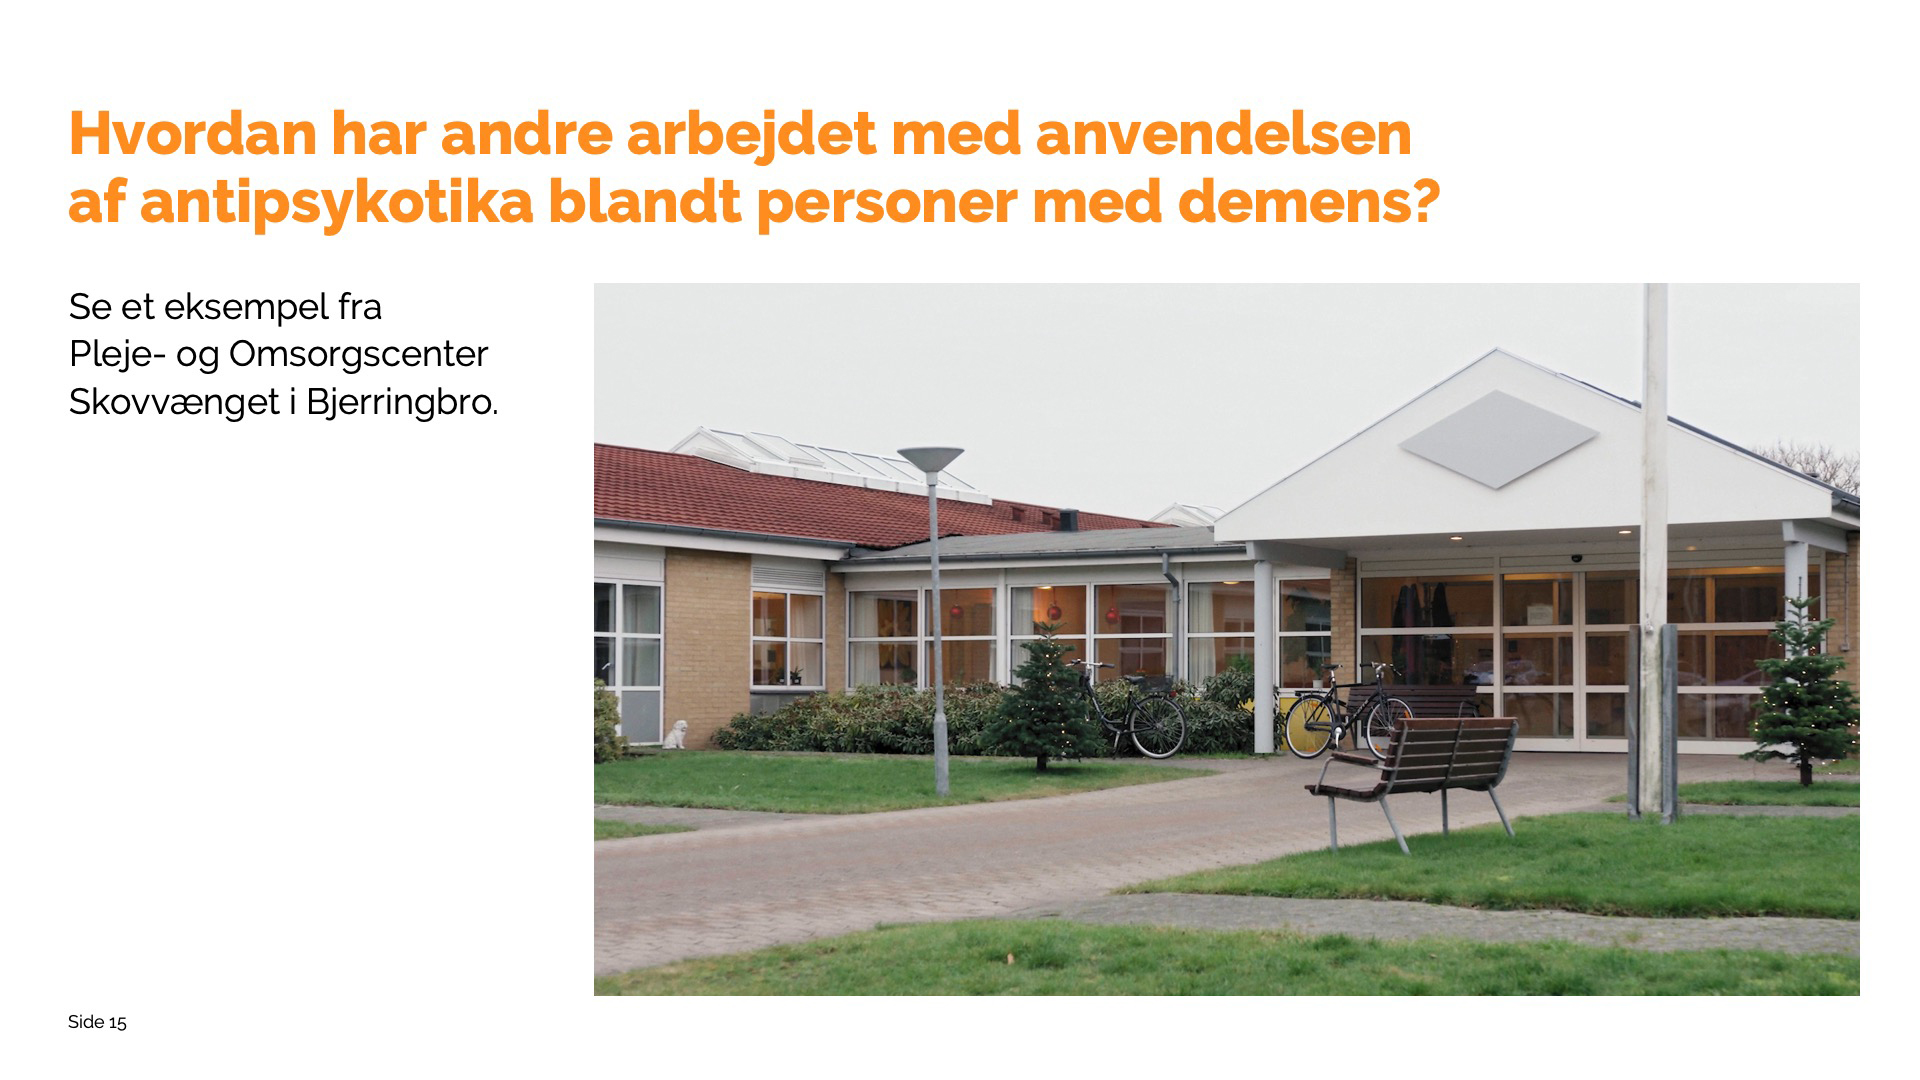 Hvordan har andre arbejdet med anvendelsen
af antipsykotika blandt personer med demens?
Se et eksempel fra
Pleje- og Omsorgscenter
Skovvænget i Bjerringbro.
Side 15